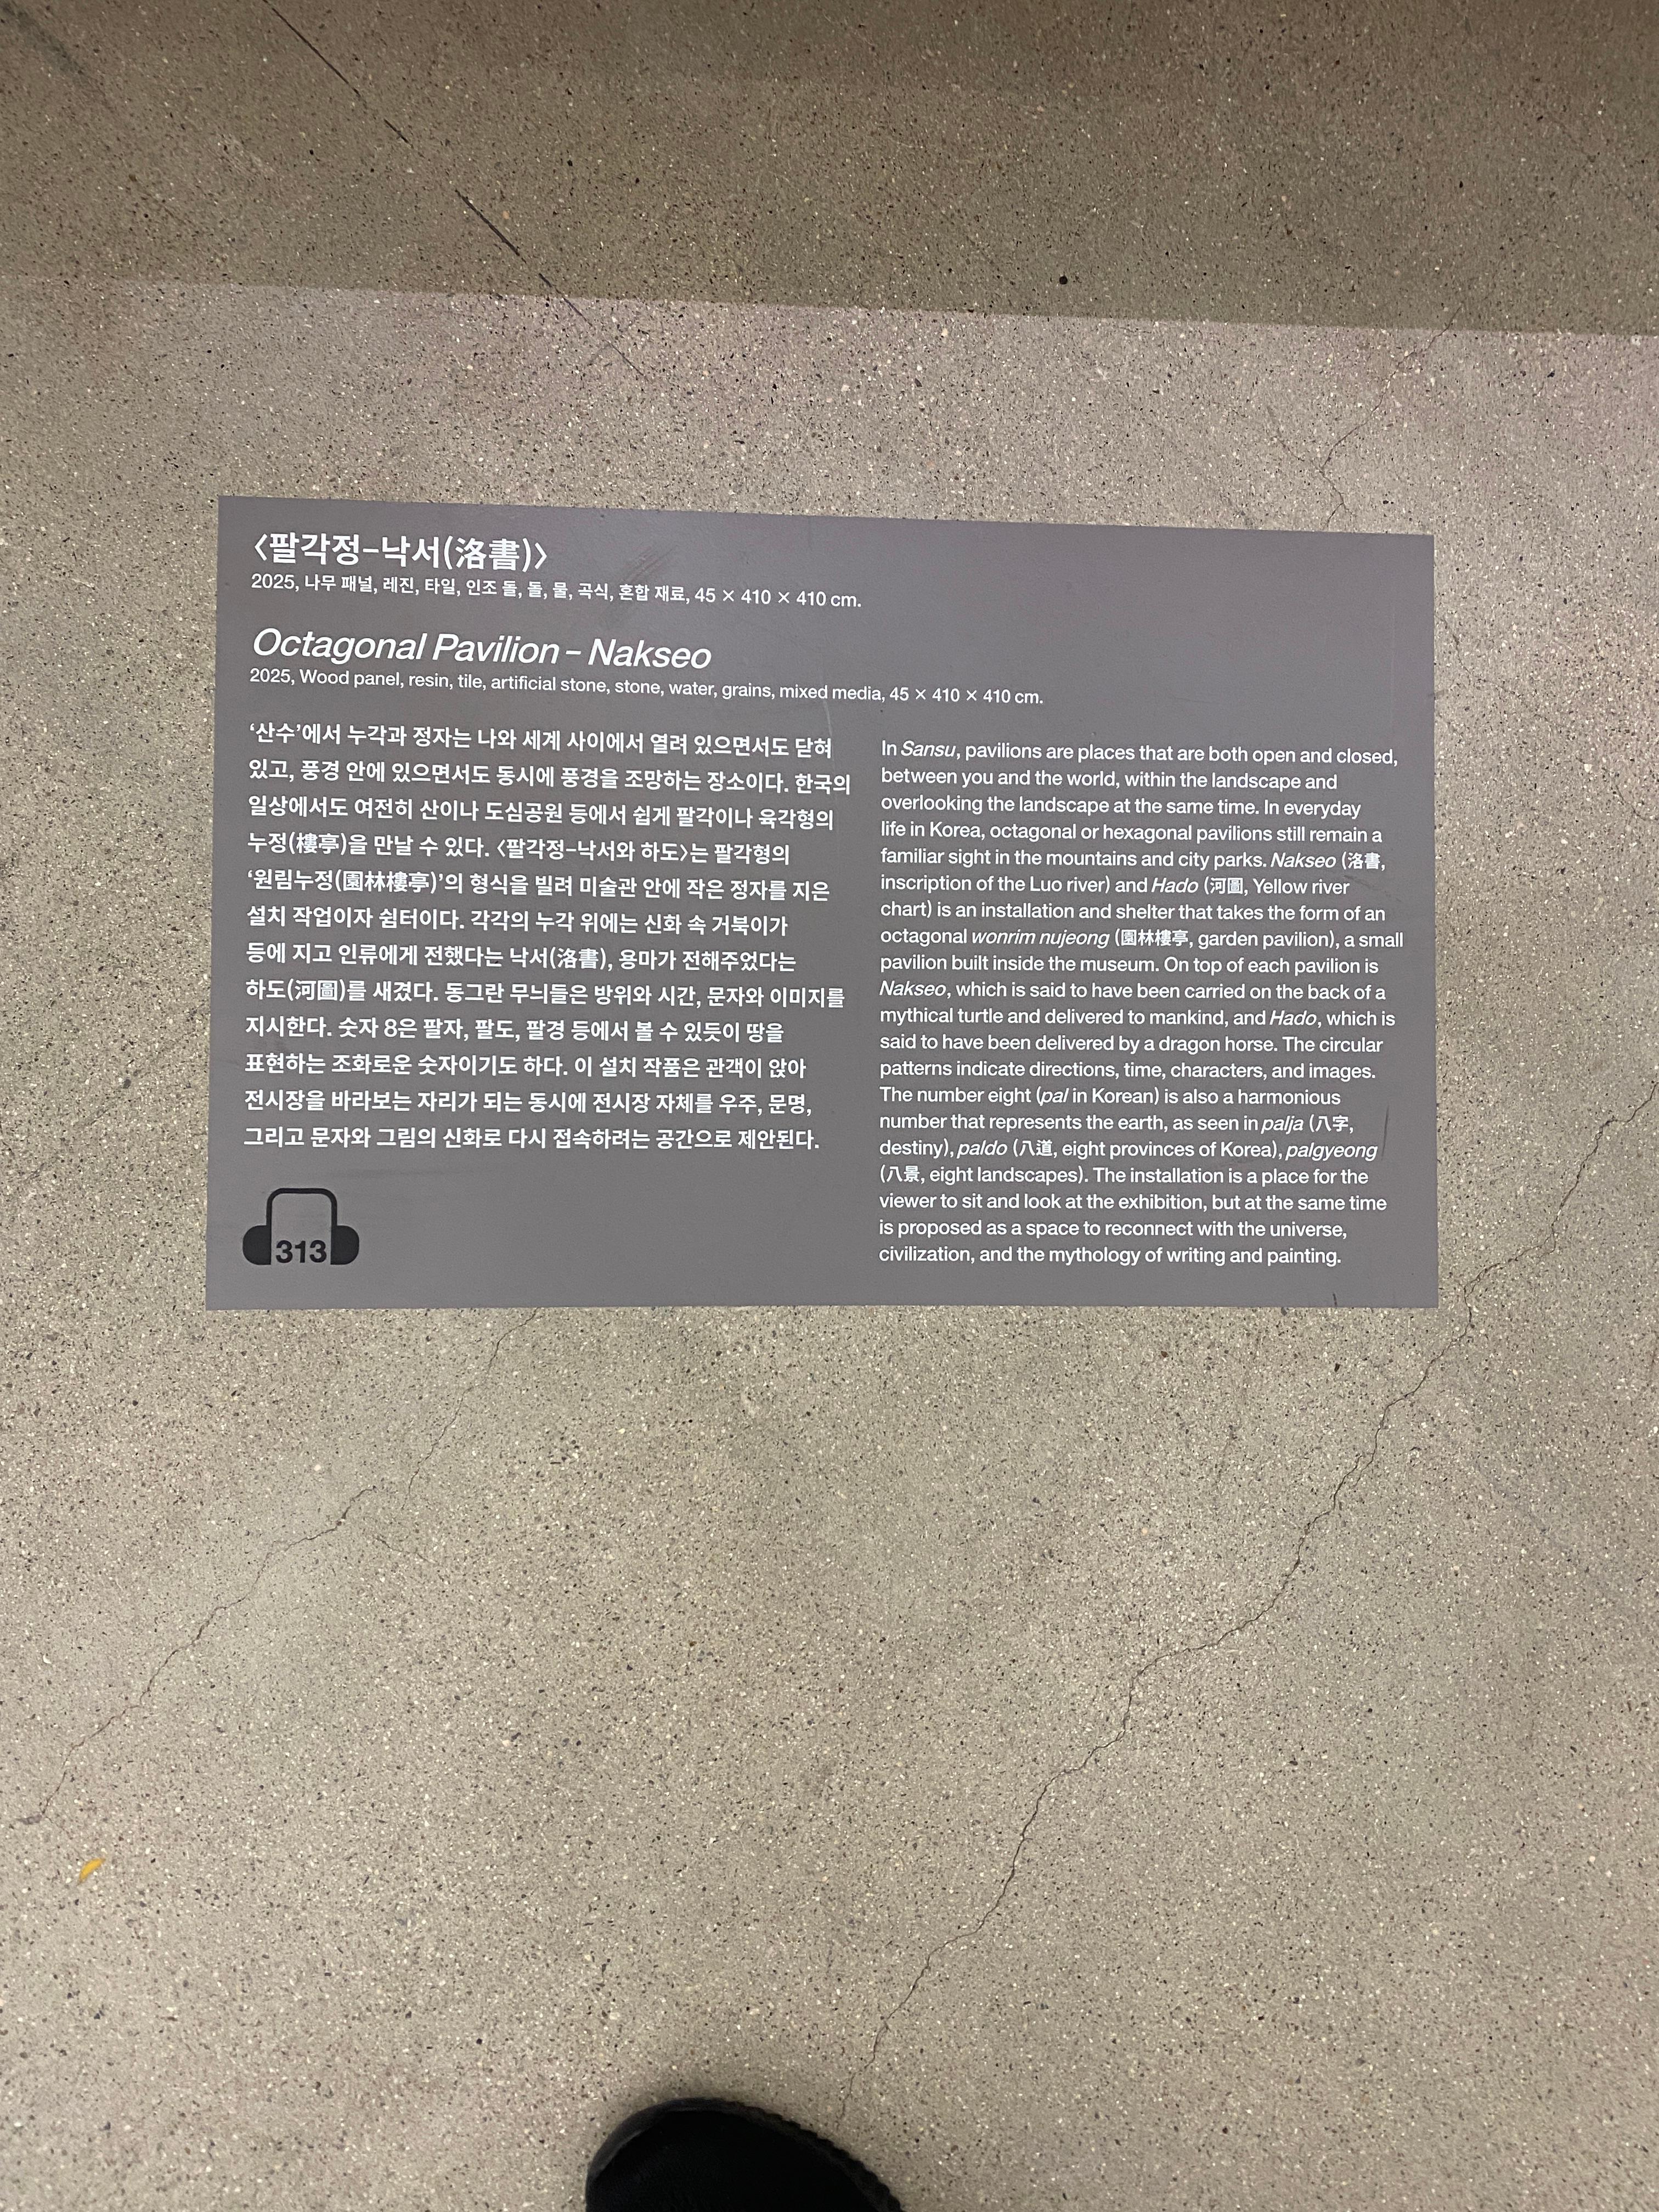 〈팔각정–낙서(洛書)〉
2025, 나무 패널, 레진, 타일, 인조 돌, 돌, 물, 곡식, 혼합 재료, 45 × 410 × 410 cm.
Octagonal Pavilion – Nakseo
2025, Wood panel, resin, tile, artificial stone, stone, water, grains, mixed media, 45 × 410 × 410 cm.
‘산수’에서 누각과 정자는 나와 세계 사이에서 열려 있으면서도 닫혀
있고, 풍경 안에 있으면서도 동시에 풍경을 조망하는 장소이다. 한국의
일상에서도 여전히 산이나 도심공원 등에서 쉽게 팔각이나 육각형의
누정(樓亭)을 만날 수 있다. 〈팔각정–낙서와 하도〉는 팔각형의
‘원림누정(園林樓亭)’의 형식을 빌려 미술관 안에 작은 정자를 지은
설치 작업이자 쉼터이다. 각각의 누각 위에는 신화 속 거북이가
등에 지고 인류에게 전했다는 낙서(洛書), 용마가 전해주었다는
하도(河圖)를 새겼다. 동그란 무늬들은 방위와 시간, 문자와 이미지를
지시한다. 숫자 8은 팔자, 팔도, 팔경 등에서 볼 수 있듯이 땅을
표현하는 조화로운 숫자이기도 하다. 이 설치 작품은 관객이 앉아
전시장을 바라보는 자리가 되는 동시에 전시장 자체를 우주, 문명,
그리고 문자와 그림의 신화로 다시 접속하려는 공간으로 제안된다.
313
In Sansu, pavilions are places that are both open and closed,
between you and the world, within the landscape and
overlooking the landscape at the same time. In everyday
life in Korea, octagonal or hexagonal pavilions still remain a
familiar sight in the mountains and city parks. Nakseo (洛書,
inscription of the Luo river) and Hado (河圖, Yellow river
chart) is an installation and shelter that takes the form of an
octagonal wonrim nujeong (園林樓亭, garden pavilion), a small
pavilion built inside the museum. On top of each pavilion is
Nakseo, which is said to have been carried on the back of a
mythical turtle and delivered to mankind, and Hado, which is
said to have been delivered by a dragon horse. The circular
patterns indicate directions, time, characters, and images.
The number eight (pal in Korean) is also a harmonious
number that represents the earth, as seen in palja (八字,
destiny), paldo (八道, eight provinces of Korea), palgyeong
(八景, eight landscapes). The installation is a place for the
viewer to sit and look at the exhibition, but at the same time
is proposed as a space to reconnect with the universe,
civilization, and the mythology of writing and painting.